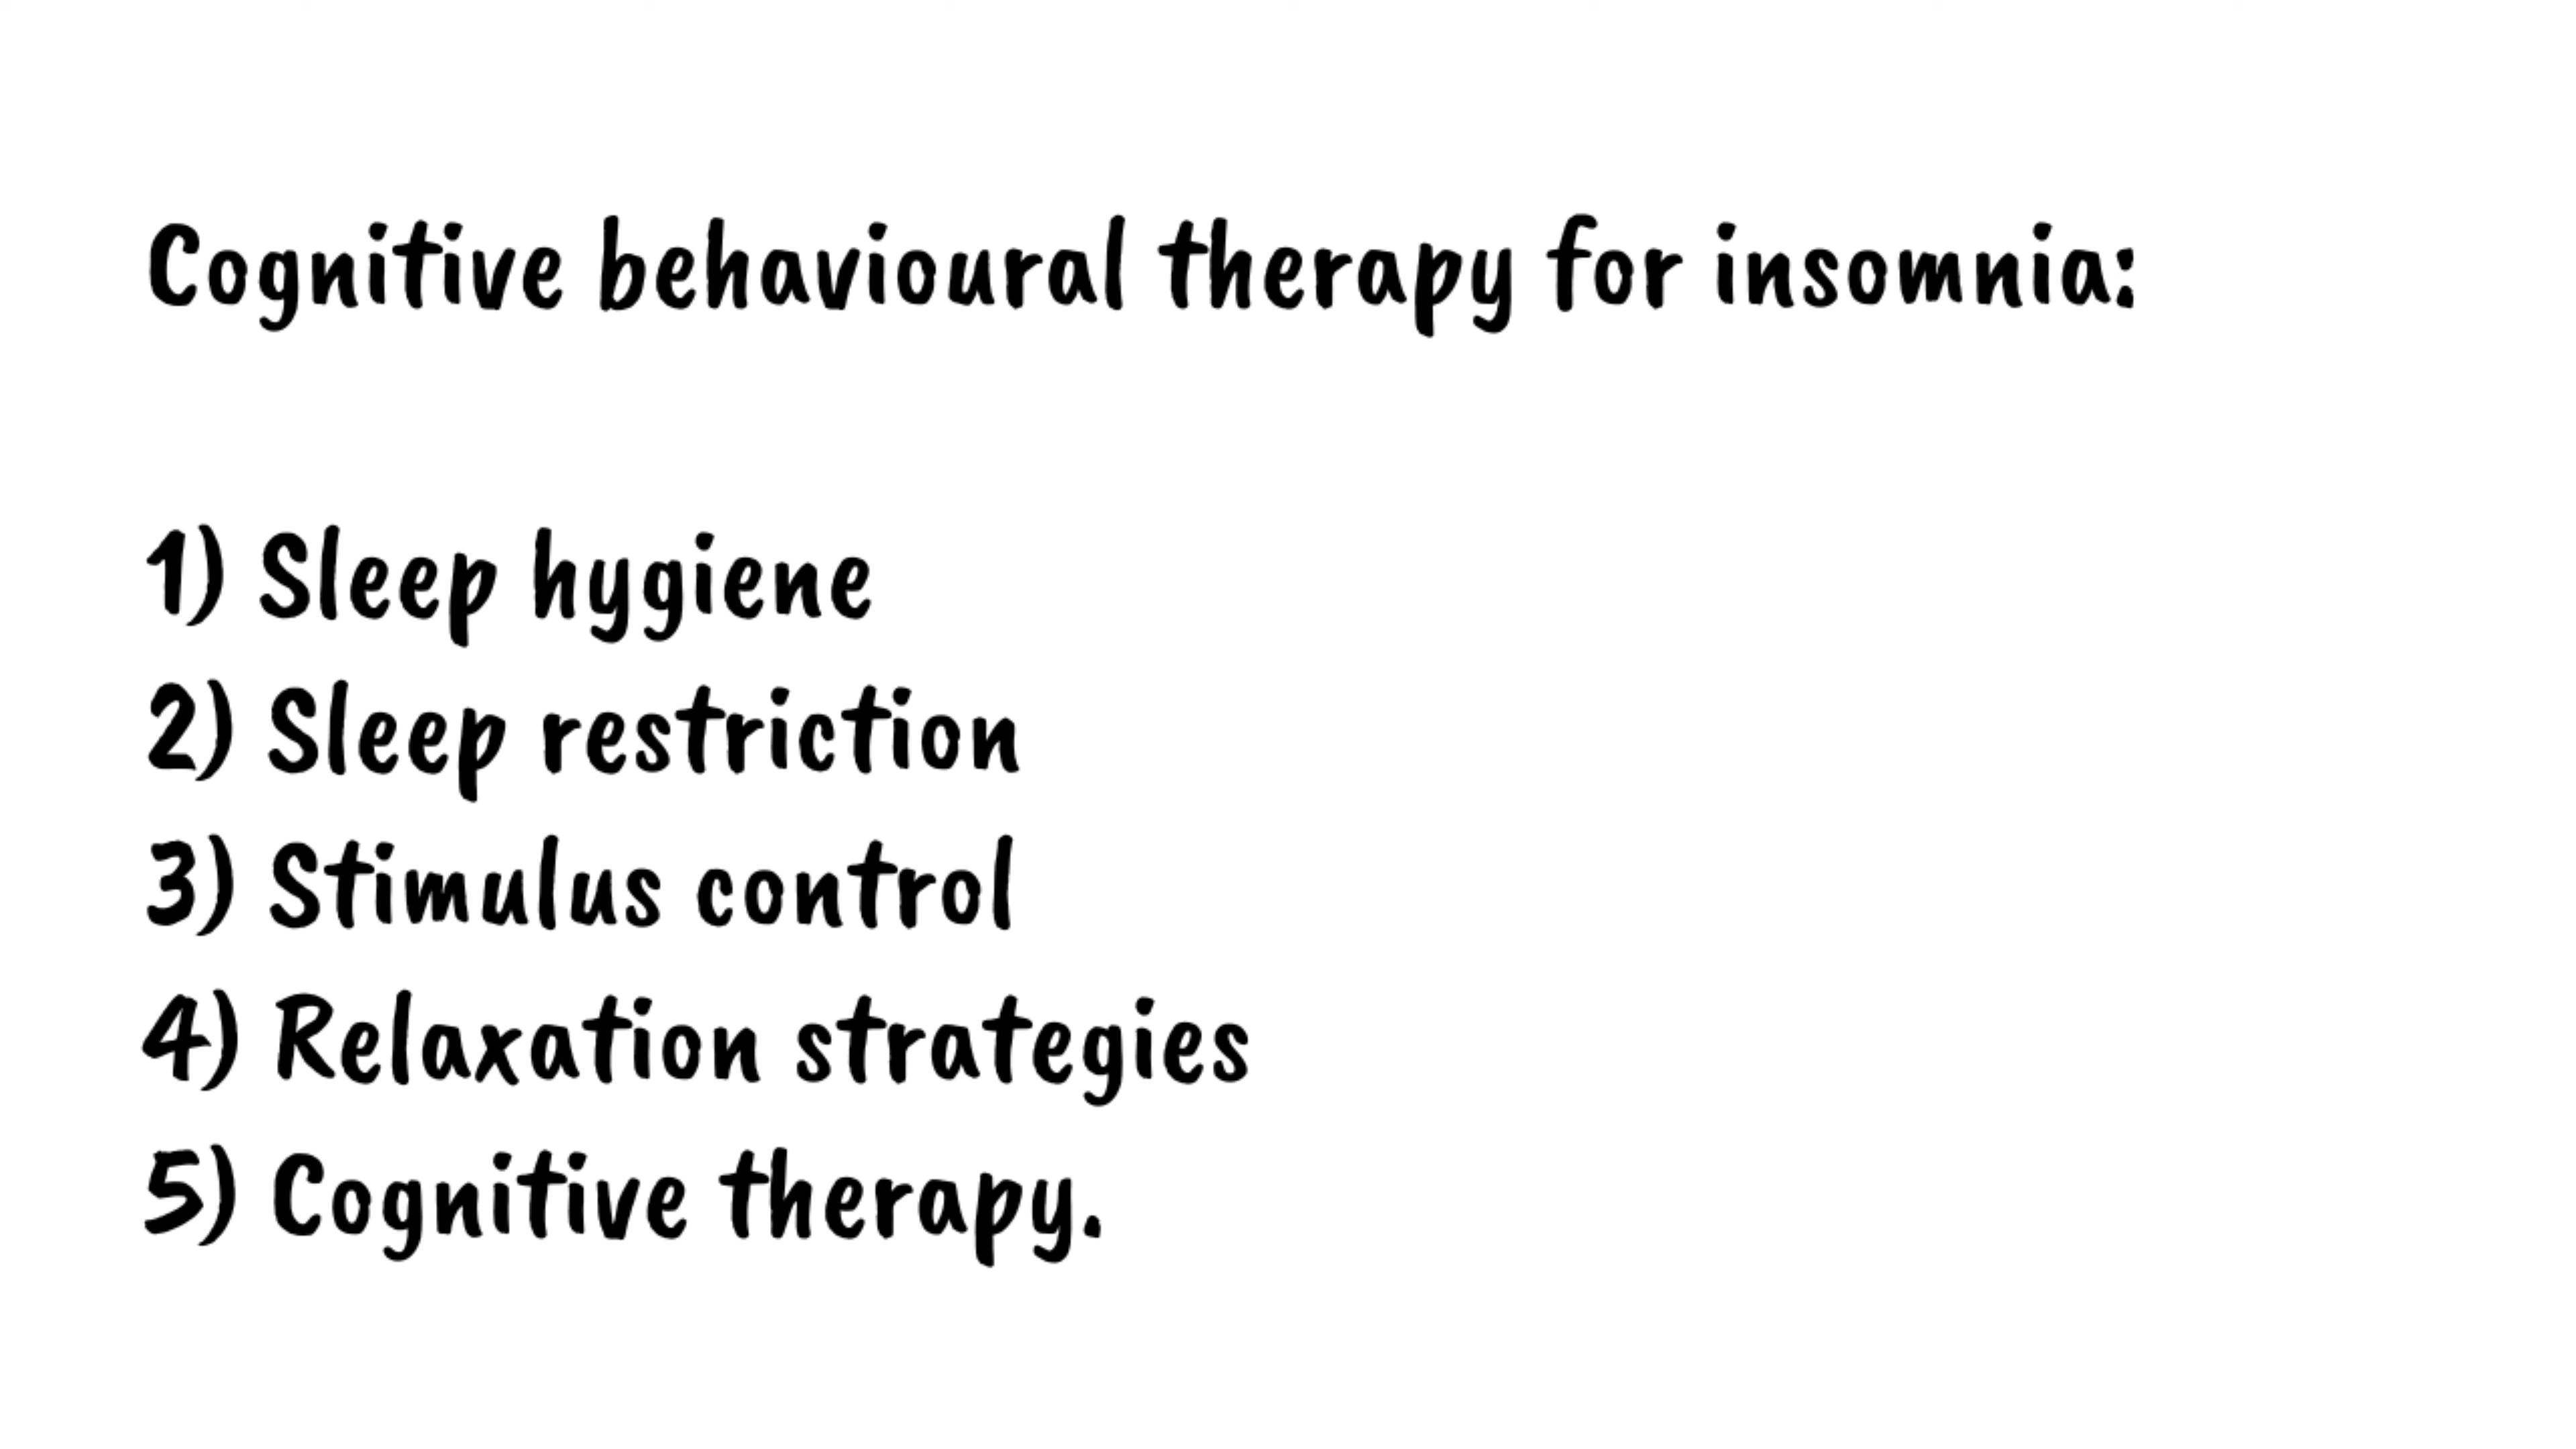 Cognitive behavioural therapy for insomnia:
1) Sleep hygiene
2) Sleep restriction
3) Stimulus control
4) Relaxation strategies
5) Cognitive therapy.